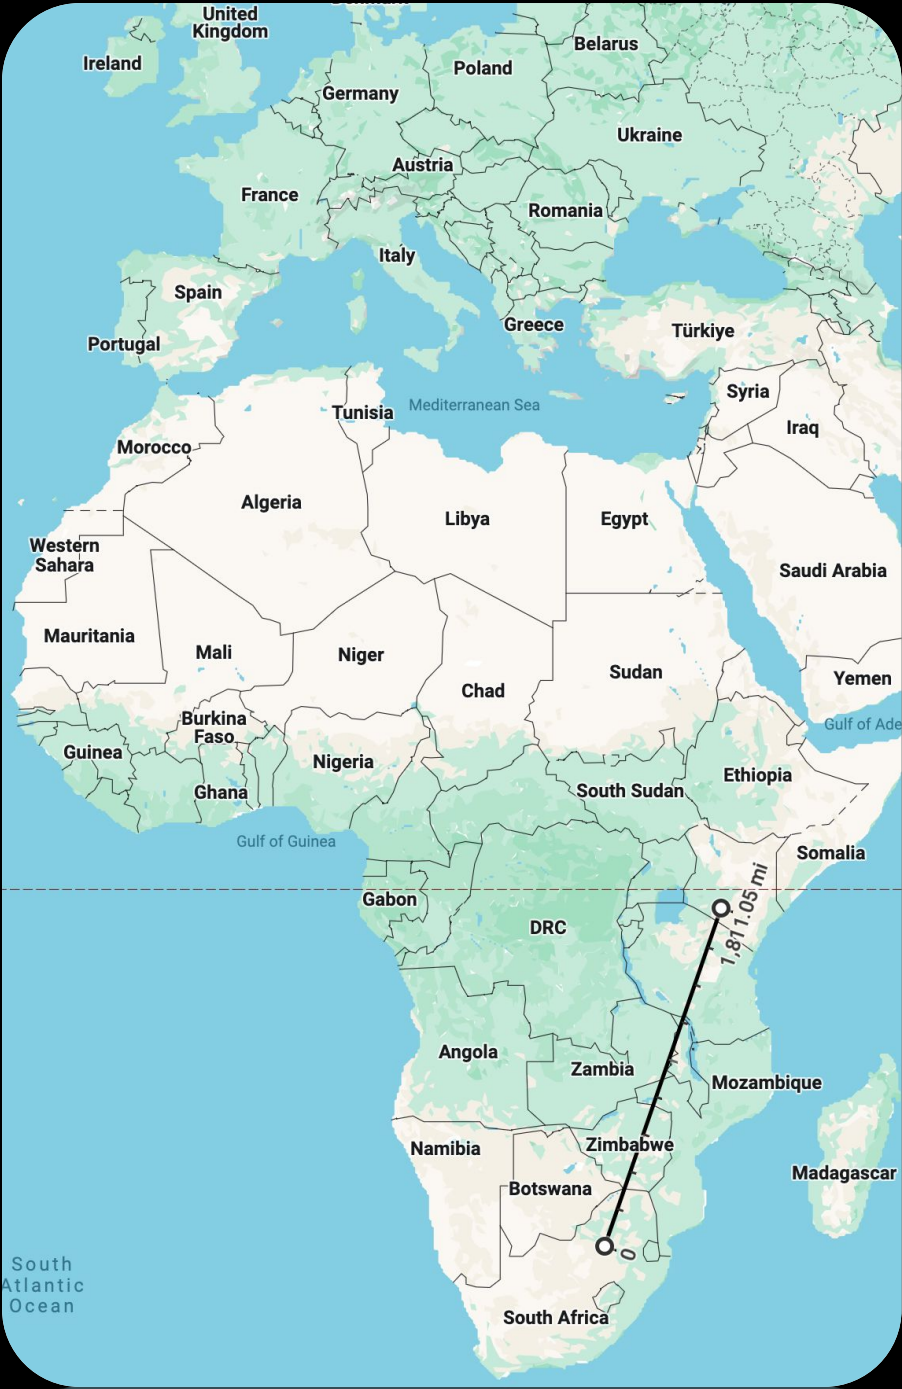 United
Kingdom
Ireland
Belarus
Poland
Germany
Ukraine
Austria
France
Romania
Italy
Spain
Greece
Türkiye
Portugal
Syria
Mediterranean Sea
Tunisia
Iraq
Morocco
Algeria
Libya
Egypt
Western
Sahara
Saudi Arabia
Mauritania
Mali
Niger
Sudan
Yemen
Chad
Burkina
Faso
Gulf of Ade
Guinea
Nigeria
Ethiopia
Ghana
South Sudan
Gulf of Guinea
Somalia
Gabon
1,811.05 mi
DRC
Angola
Zambia
Mozambique
Zimbabwe
Namibia
Madagascar
Botswana
0
South
Atlantic
Ocean
South Africa